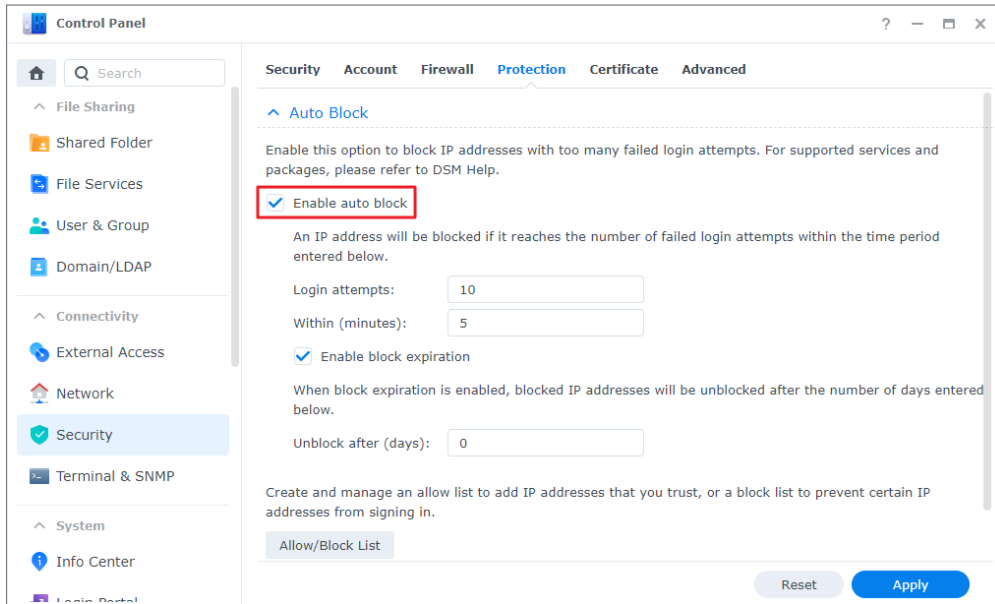 Control Panel
?
Search
File Sharing
Shared Folder
File Services
User & Group
Domain/LDAP
Connectivity
External Access
Network
Security
Terminal & SNMP
System
Info Center
Login Portal
Security Account Firewall Protection Certificate Advanced
Auto Block
Enable this option to block IP addresses with too many failed login attempts. For supported services and
packages, please refer to DSM Help.
Enable auto block
An IP address will be blocked if it reaches the number of failed login attempts within the time period
entered below.
Login attempts: 10
Within (minutes): 5
Enable block expiration
When block expiration is enabled, blocked IP addresses will be unblocked after the number of days entered
below.
Unblock after (days): 0
Create and manage an allow list to add IP addresses that you trust, or a block list to prevent certain IP
addresses from signing in.
Allow/Block List
Reset Apply